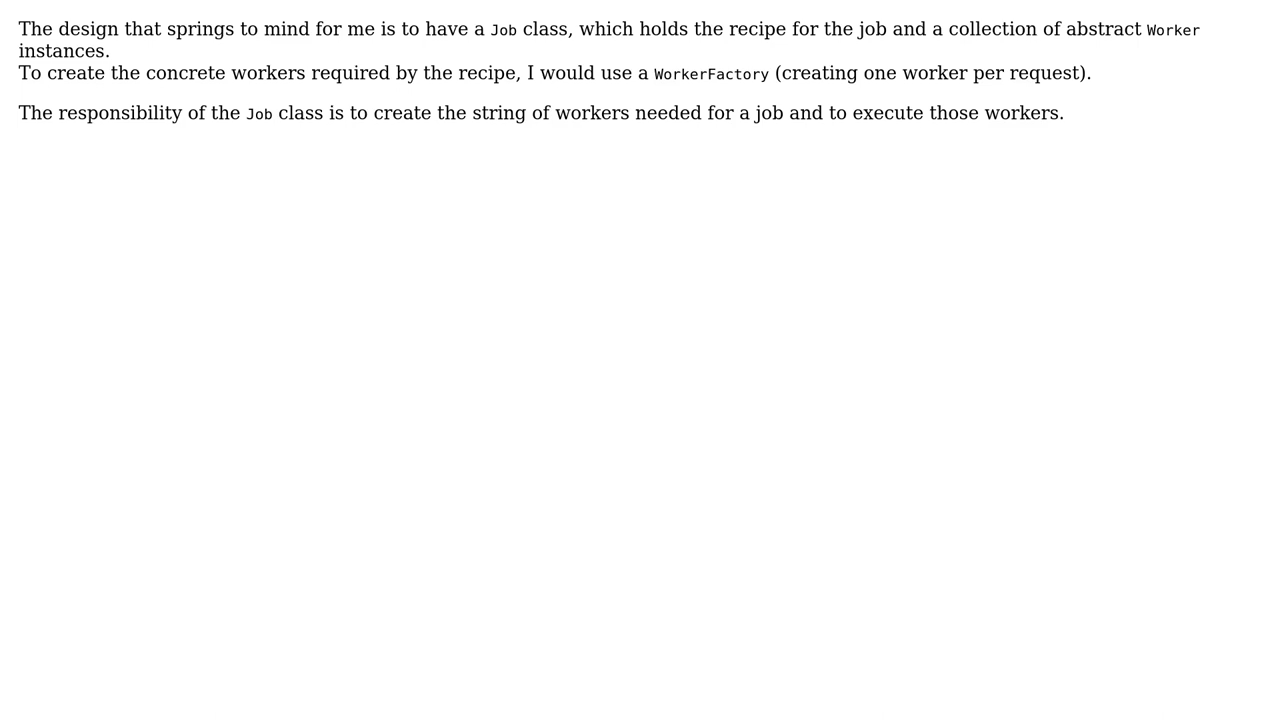 The design that springs to mind for me is to have a Job class, which holds the recipe for the job and a collection of abstract Worker
instances.
To create the concrete workers required by the recipe, I would use a WorkerFactory (creating one worker per request).
The responsibility of the Job class is to create the string of workers needed for a job and to execute those workers.